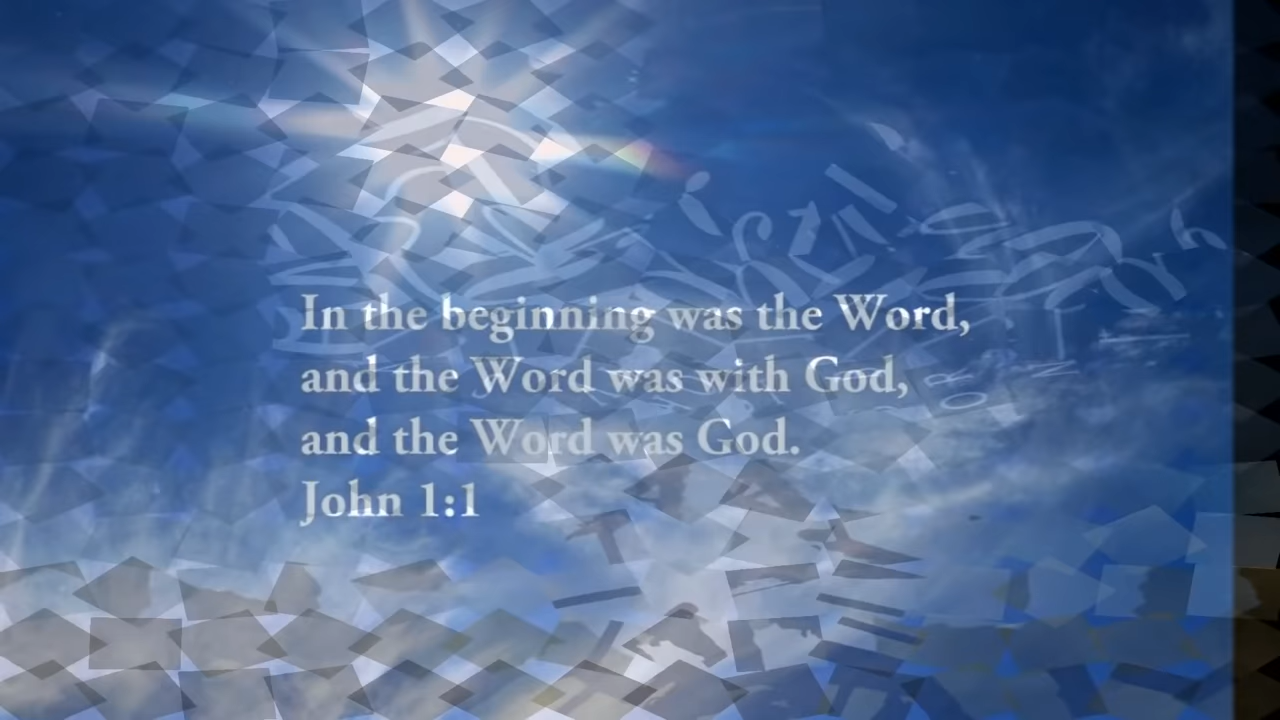 In the beginning was the Word,
and the Word was with God,
and the Word was God.
John 1:1